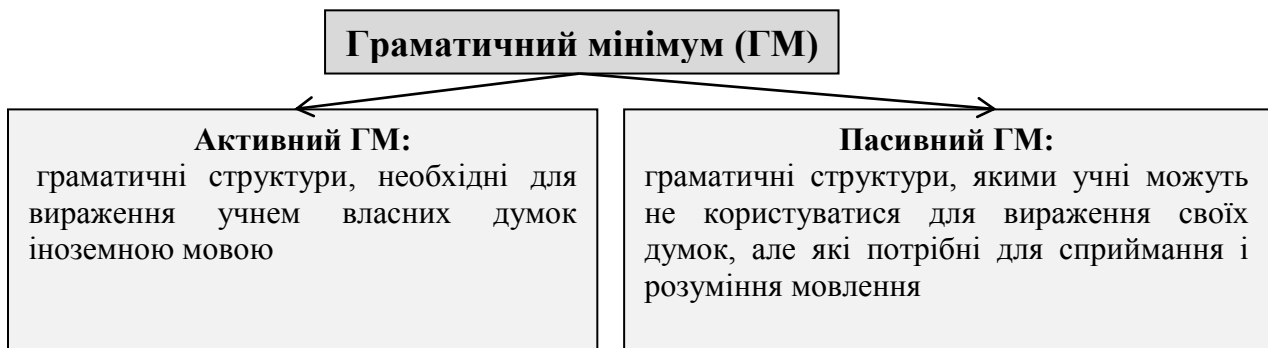 Граматичний мінімум (ГМ)
Активний ГМ:
граматичні структури, необхідні для
вираження учнем власних думок
іноземною мовою
Пасивний ГМ:
граматичні структури, якими учні можуть
не користуватися для вираження своїх
думок, але які потрібні для сприймання і
розуміння мовлення